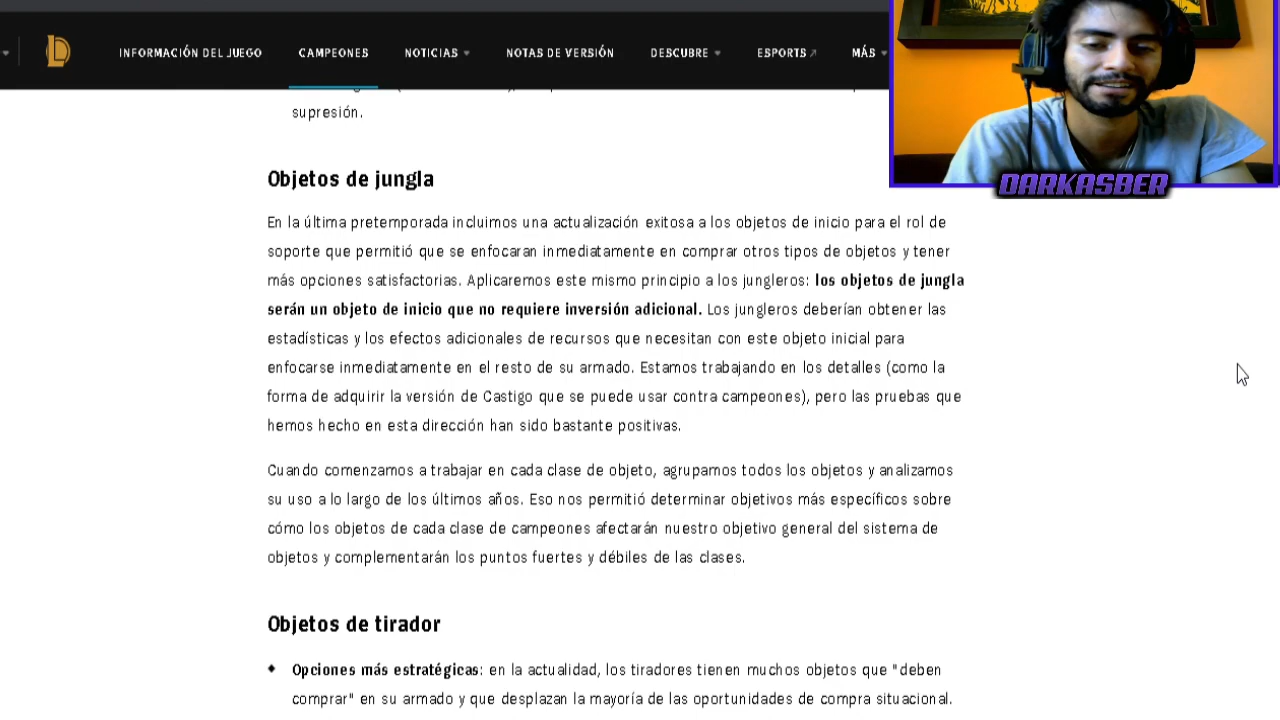 INFORMACIÓN DEL JUEGO CAMPEONES NOTICIAS NOTAS DE VERSIÓN DESCUBRE ESPORTS MÁS
supresión.
DARKASBER
Objetos de jungla
En la última pretemporada incluimos una actualización exitosa a los objetos de inicio para el rol de
soporte que permitió que se enfocaran inmediatamente en comprar otros tipos de objetos y tener
más opciones satisfactorias. Aplicaremos este mismo principio a los jungleros: los objetos de jungla
serán un objeto de inicio que no requiere inversión adicional. Los jungleros deberían obtener las
estadísticas y los efectos adicionales de recursos que necesitan con este objeto inicial para
enfocarse inmediatamente en el resto de su armado. Estamos trabajando en los detalles (como la
forma de adquirir la versión de Castigo que se puede usar contra campeones), pero las pruebas que
hemos hecho en esta dirección han sido bastante positivas.
Cuando comenzamos a trabajar en cada clase de objeto, agrupamos todos los objetos y analizamos
su uso a lo largo de los últimos años. Eso nos permitió determinar objetivos más específicos sobre
cómo los objetos de cada clase de campeones afectarán nuestro objetivo general del sistema de
objetos y complementarán los puntos fuertes y débiles de las clases.
Objetos de tirador
Opciones más estratégicas: en la actualidad, los tiradores tienen muchos objetos que "deben
comprar" en su armado y que desplazan la mayoría de las oportunidades de compra situacional.